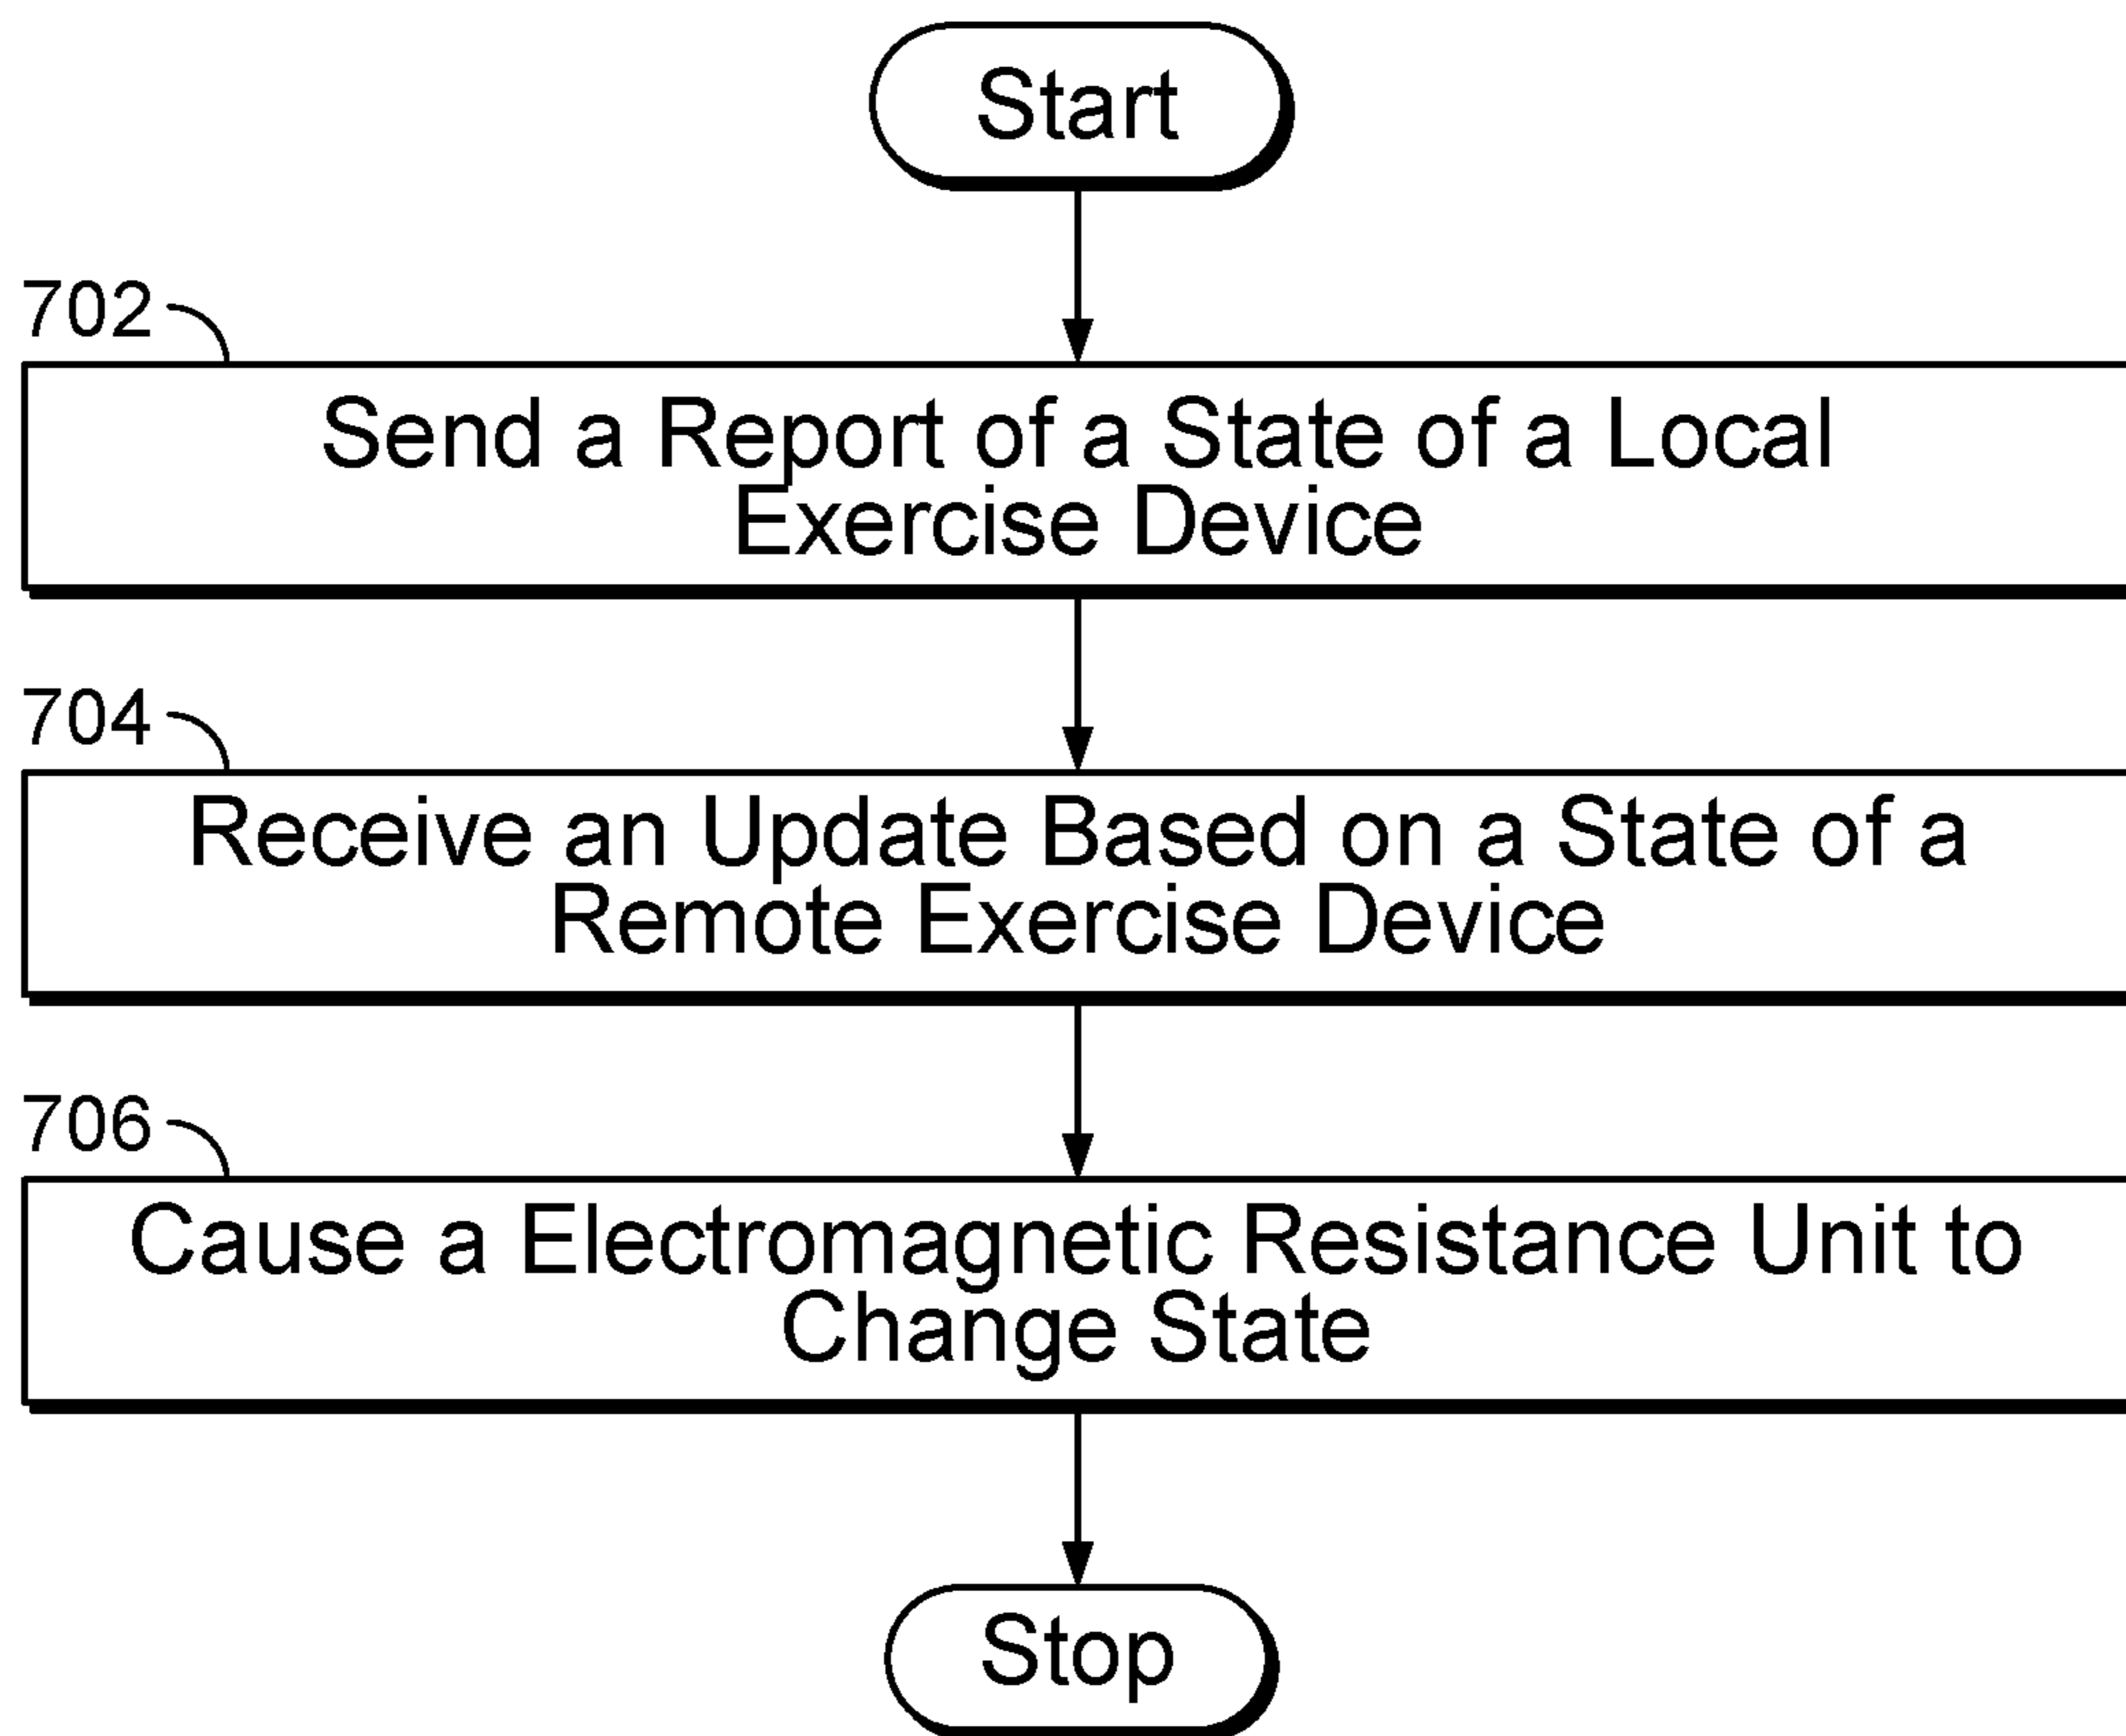 Start
702
Send a Report of a State of a Local
Exercise Device
704
Receive an Update Based on a State of a
Remote Exercise Device
706
Cause a Electromagnetic Resistance Unit to
Change State
Stop